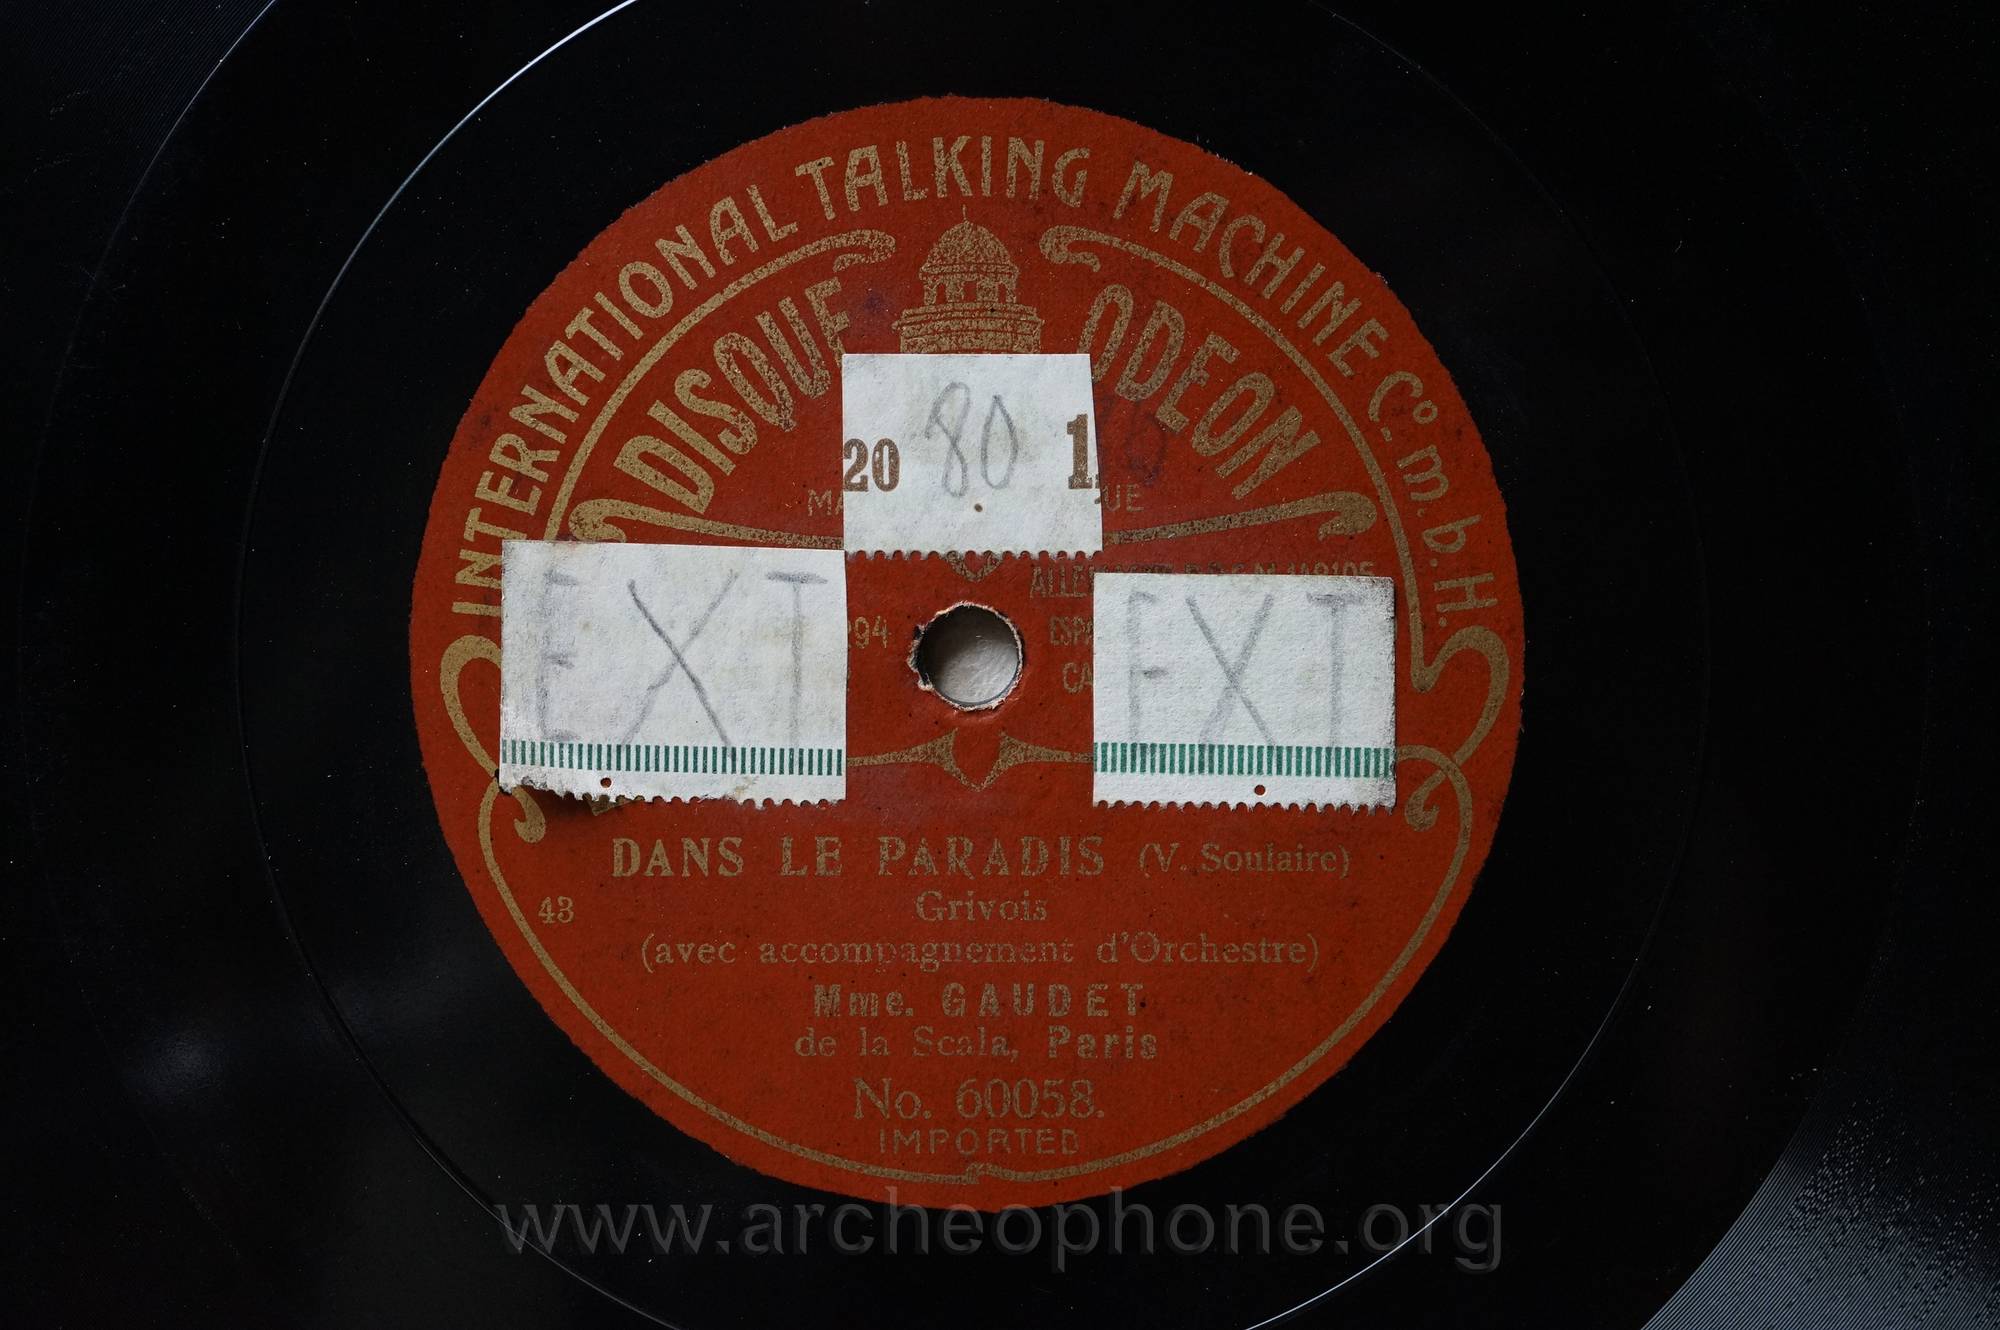 INTERNATIONAL TALKING MACHINE Co. m. b. H.
DISQUE ODEON
20 80
EXT
294
EXT
DANS LE PARADIS (V. Soulaire)
43
Grivois
(avec accompagnement d'Orchestre)
Mme. GAUDET
de la Scala, Paris
No. 60058.
IMPORTED
www.archeophone.org